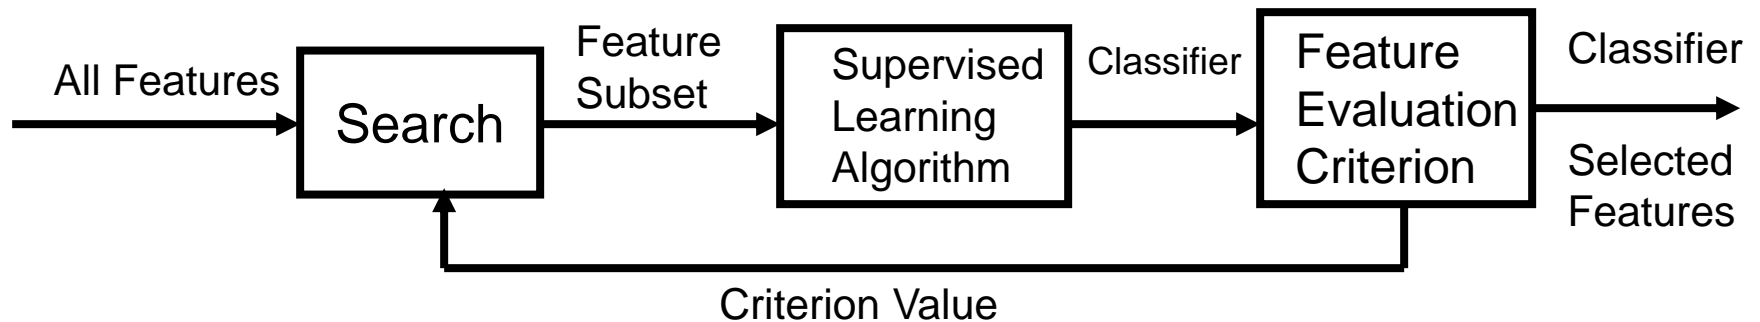 All Features
Search
Feature
Subset
Supervised
Learning
Algorithm
Classifier
Feature
Evaluation
Criterion
Classifier
Selected
Features
Criterion Value